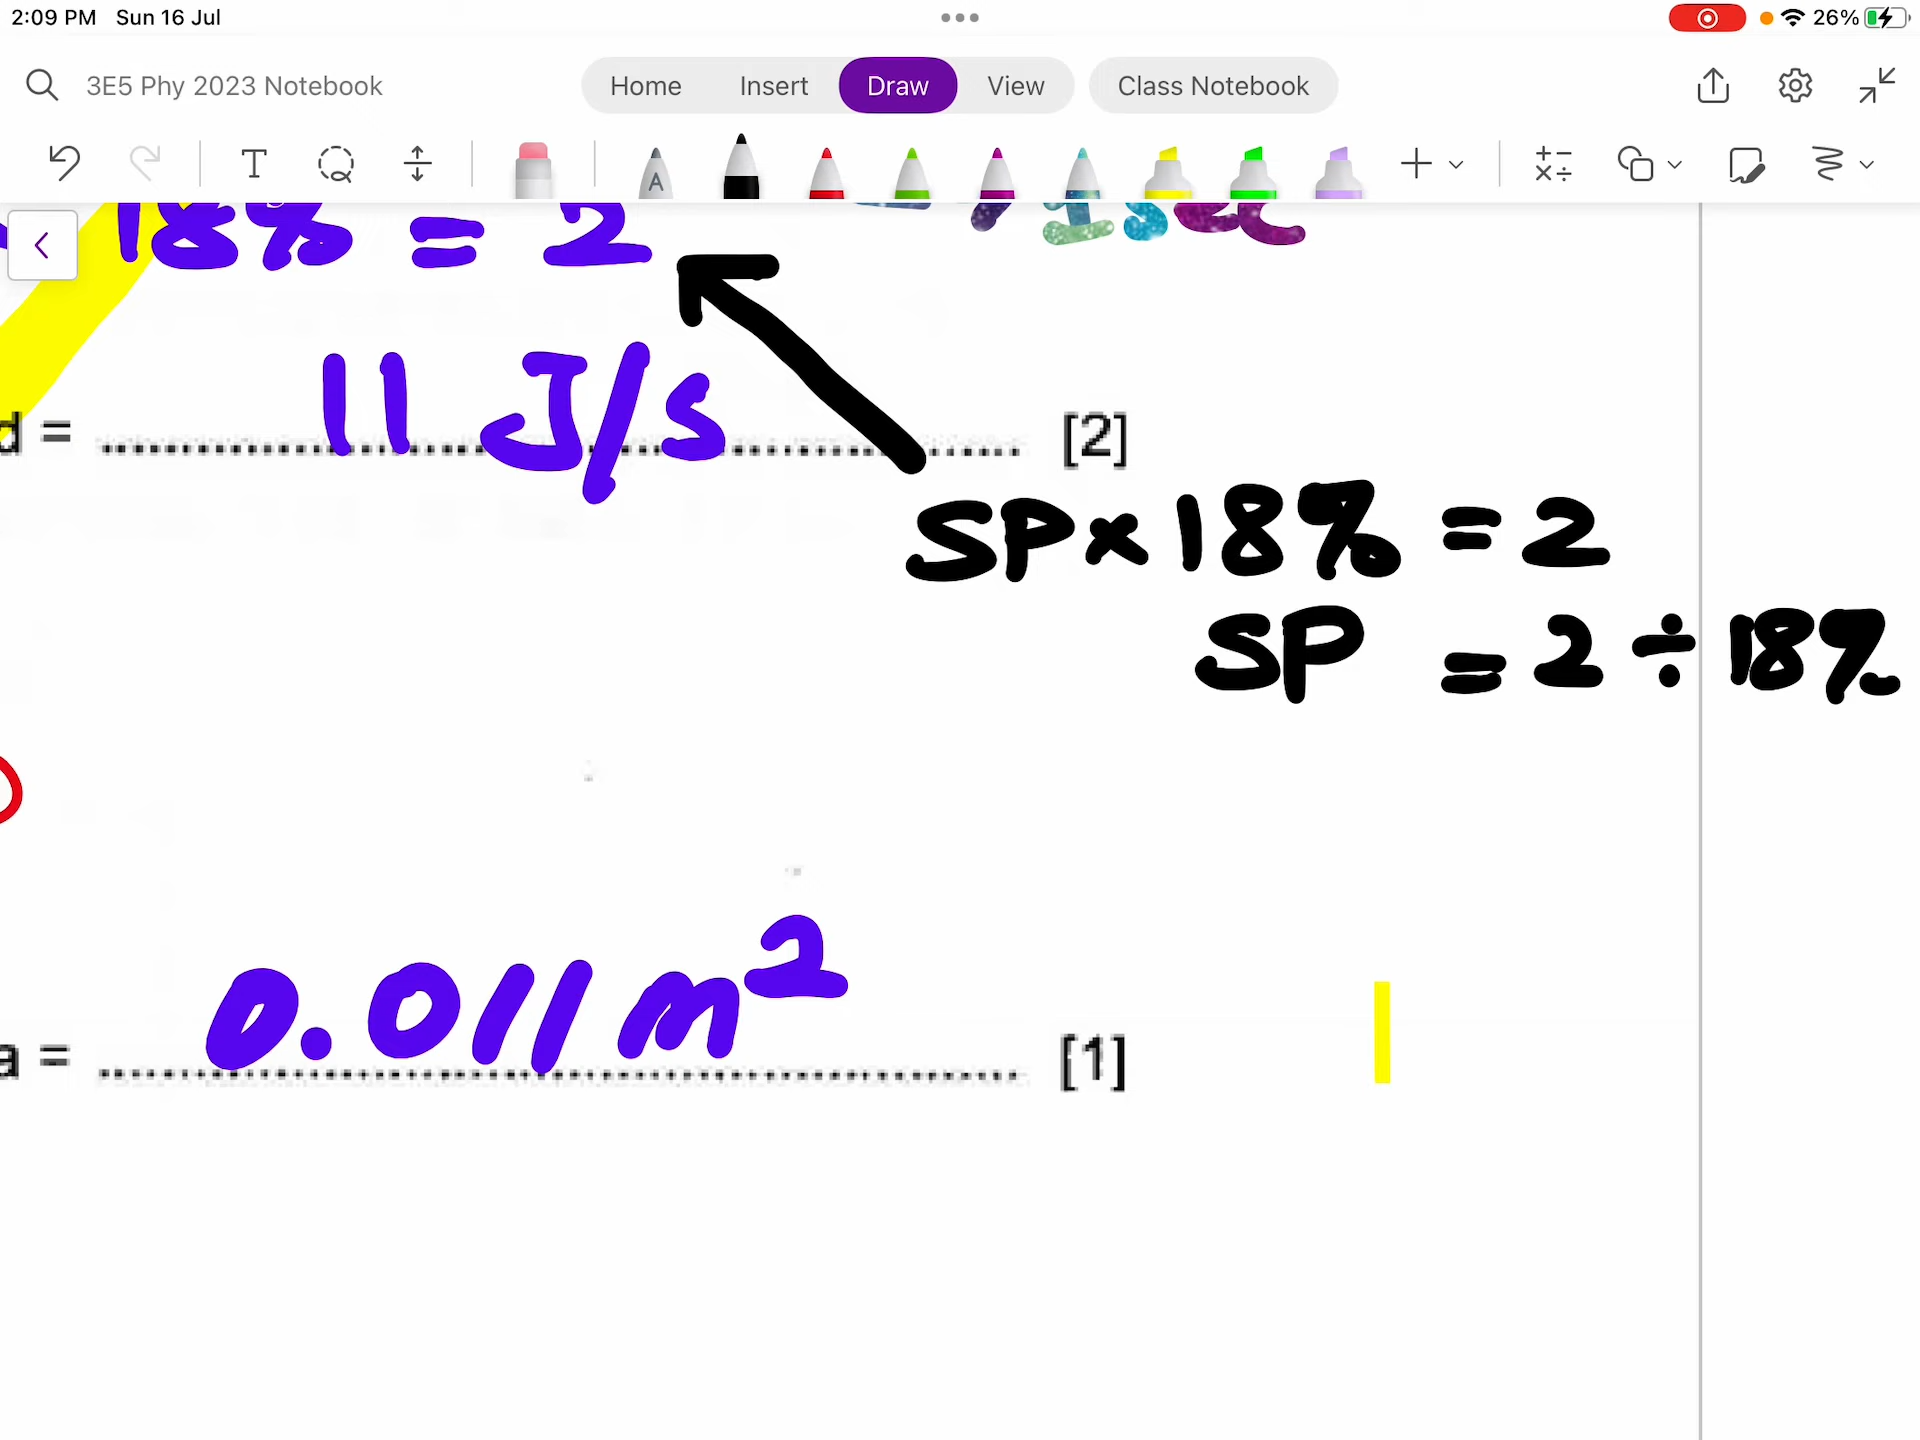 2:09 PM Sun 16 Jul
26%
3E5 Phy 2023 Notebook
Home Insert Draw View Class Notebook
T A
18% = 2
11 J/s
d = [2]
SP × 18% = 2
SP = 2 ÷ 18%
0.011 m²
a = [1]